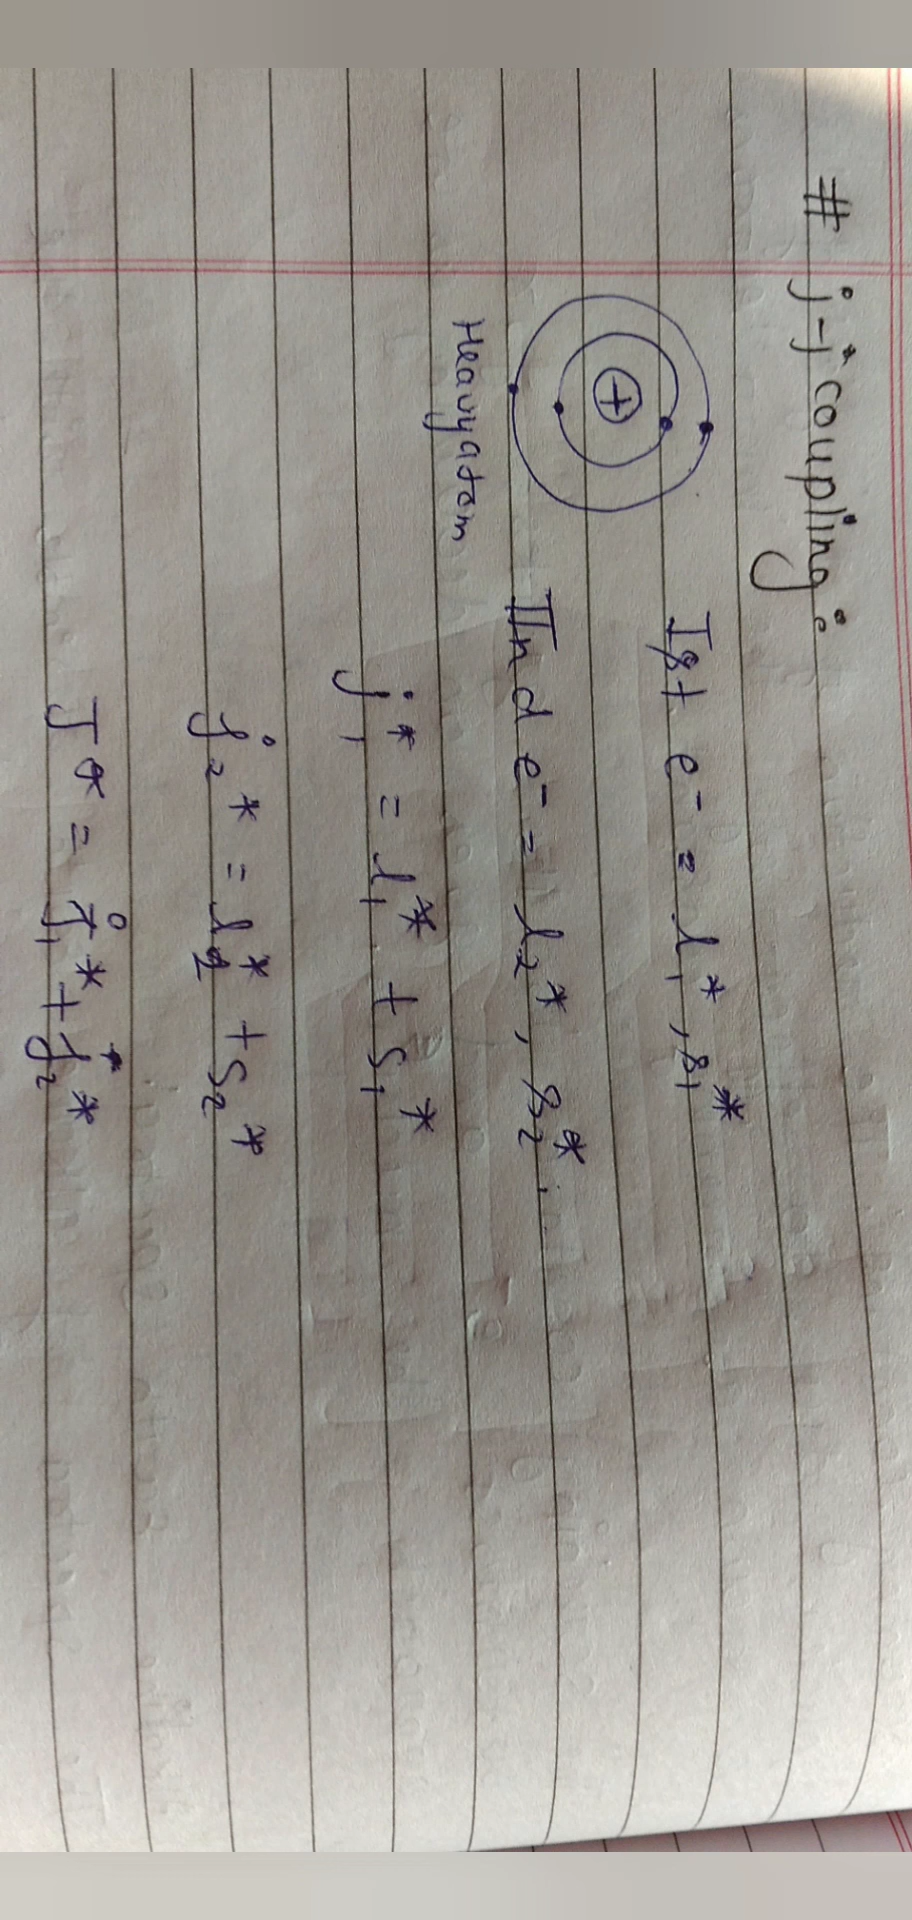 # j-j coupling :
Ist e⁻ = l₁*, s₁*
+
IInd e⁻ = l₂*, s₂*.
Heavy atom
j₁* = l₁* + s₁*
j₂* = l₂* + s₂*
J* = j₁* + j₂*